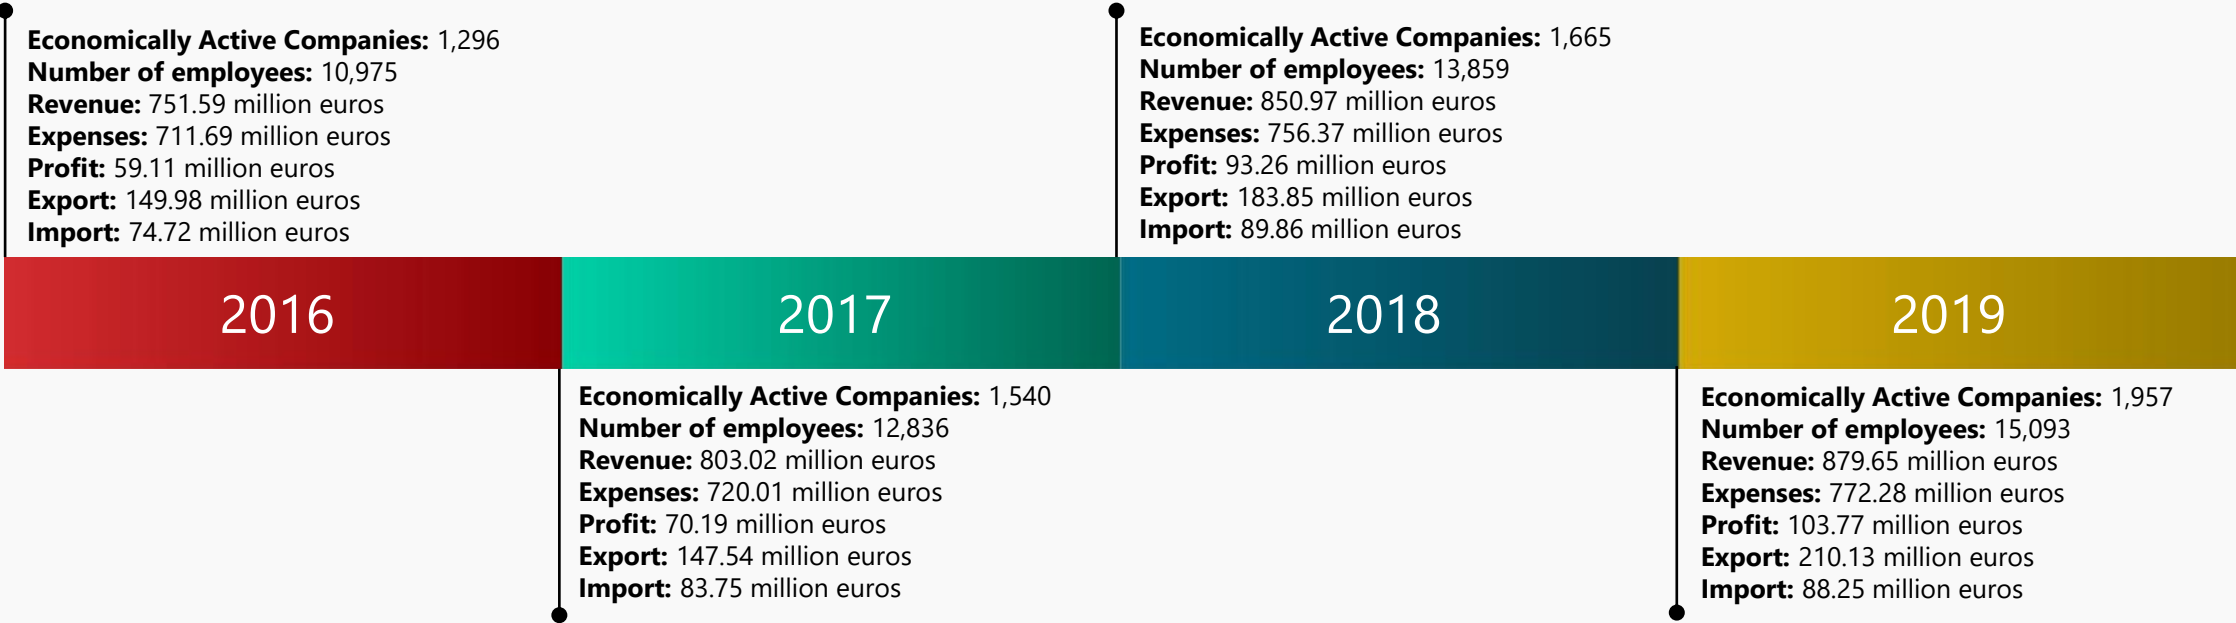 Economically Active Companies: 1,296
Number of employees: 10,975
Revenue: 751.59 million euros
Expenses: 711.69 million euros
Profit: 59.11 million euros
Export: 149.98 million euros
Import: 74.72 million euros
Economically Active Companies: 1,665
Number of employees: 13,859
Revenue: 850.97 million euros
Expenses: 756.37 million euros
Profit: 93.26 million euros
Export: 183.85 million euros
Import: 89.86 million euros
2016
2017
2018
2019
Economically Active Companies: 1,540
Number of employees: 12,836
Revenue: 803.02 million euros
Expenses: 720.01 million euros
Profit: 70.19 million euros
Export: 147.54 million euros
Import: 83.75 million euros
Economically Active Companies: 1,957
Number of employees: 15,093
Revenue: 879.65 million euros
Expenses: 772.28 million euros
Profit: 103.77 million euros
Export: 210.13 million euros
Import: 88.25 million euros